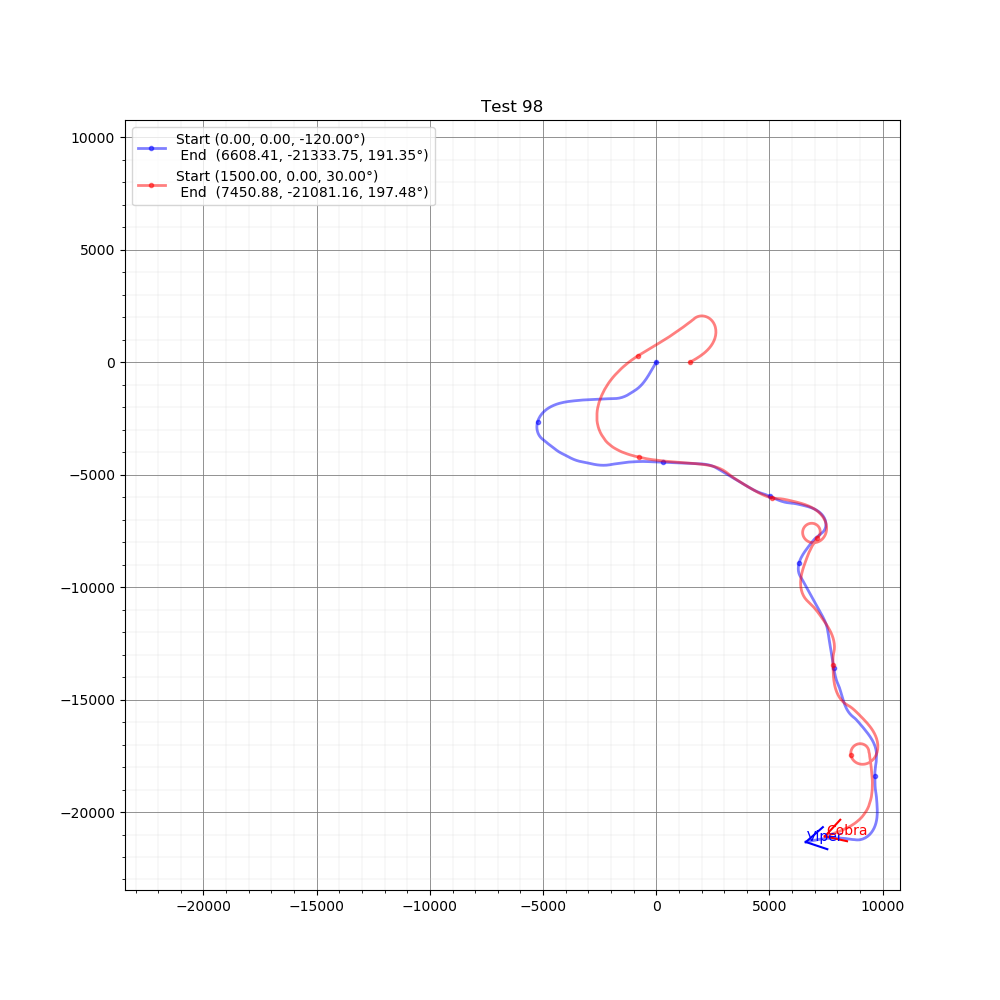 Test 98
Start (0.00, 0.00, -120.00°)
End (6608.41, -21333.75, 191.35°)
Start (1500.00, 0.00, 30.00°)
End (7450.88, -21081.16, 197.48°)
10000
5000
0
−5000
−10000
−15000
−20000
Cobra
Viper
−20000 −15000 −10000 −5000 0 5000 10000